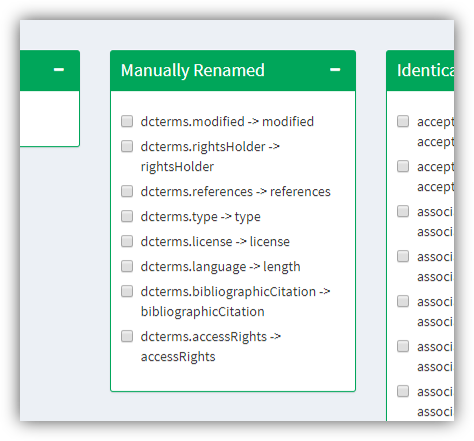 Manually Renamed
dcterms.modified -> modified
dcterms.rightsHolder ->
rightsHolder
dcterms.references -> references
dcterms.type -> type
dcterms.license -> license
dcterms.language -> length
dcterms.bibliographicCitation ->
bibliographicCitation
dcterms.accessRights ->
accessRights
Identica
accept
accept
accept
accept
associ
associ
associ
associ
associ
associ
associ
associ
associ